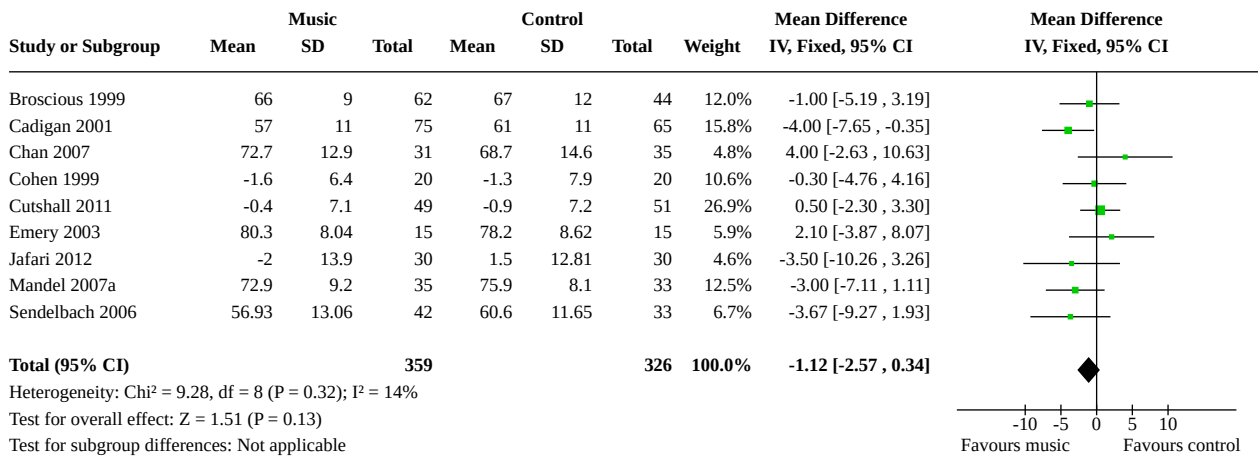 Music Control Mean Difference Mean Difference
Study or Subgroup Mean SD Total Mean SD Total Weight IV, Fixed, 95% CI IV, Fixed, 95% CI
Broscious 1999 66 9 62 67 12 44 12.0% -1.00 [-5.19 , 3.19]
Cadigan 2001 57 11 75 61 11 65 15.8% -4.00 [-7.65 , -0.35]
Chan 2007 72.7 12.9 31 68.7 14.6 35 4.8% 4.00 [-2.63 , 10.63]
Cohen 1999 -1.6 6.4 20 -1.3 7.9 20 10.6% -0.30 [-4.76 , 4.16]
Cutshall 2011 -0.4 7.1 49 -0.9 7.2 51 26.9% 0.50 [-2.30 , 3.30]
Emery 2003 80.3 8.04 15 78.2 8.62 15 5.9% 2.10 [-3.87 , 8.07]
Jafari 2012 -2 13.9 30 1.5 12.81 30 4.6% -3.50 [-10.26 , 3.26]
Mandel 2007a 72.9 9.2 35 75.9 8.1 33 12.5% -3.00 [-7.11 , 1.11]
Sendelbach 2006 56.93 13.06 42 60.6 11.65 33 6.7% -3.67 [-9.27 , 1.93]
Total (95% CI) 359 326 100.0% -1.12 [-2.57 , 0.34]
Heterogeneity: Chi² = 9.28, df = 8 (P = 0.32); I² = 14%
Test for overall effect: Z = 1.51 (P = 0.13) -10 -5 0 5 10
Test for subgroup differences: Not applicable Favours music Favours control